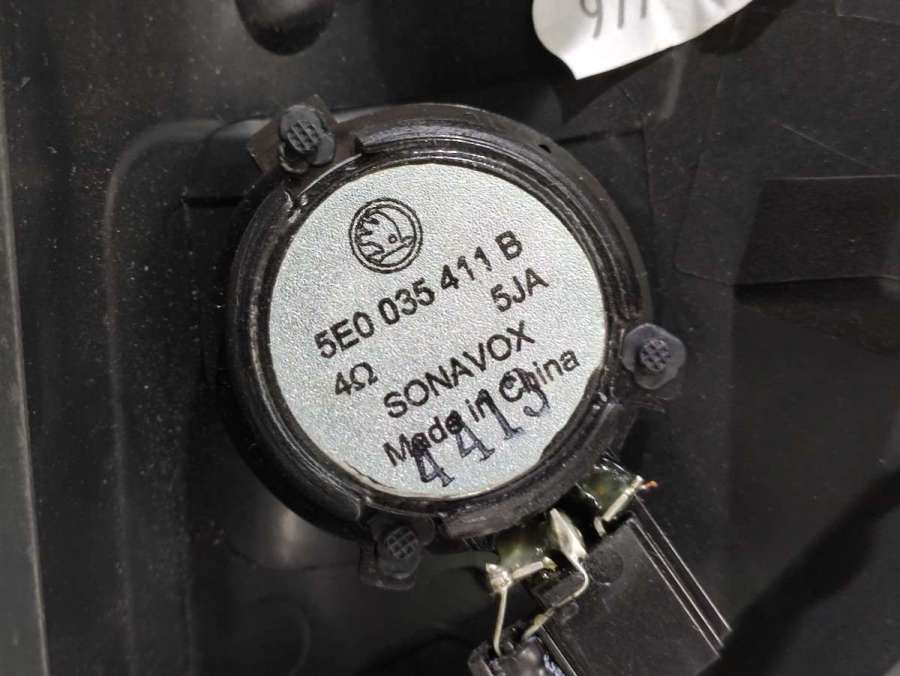 5E0 035 411 B
5JA
4Ω
SONAVOX
Made in China
4413